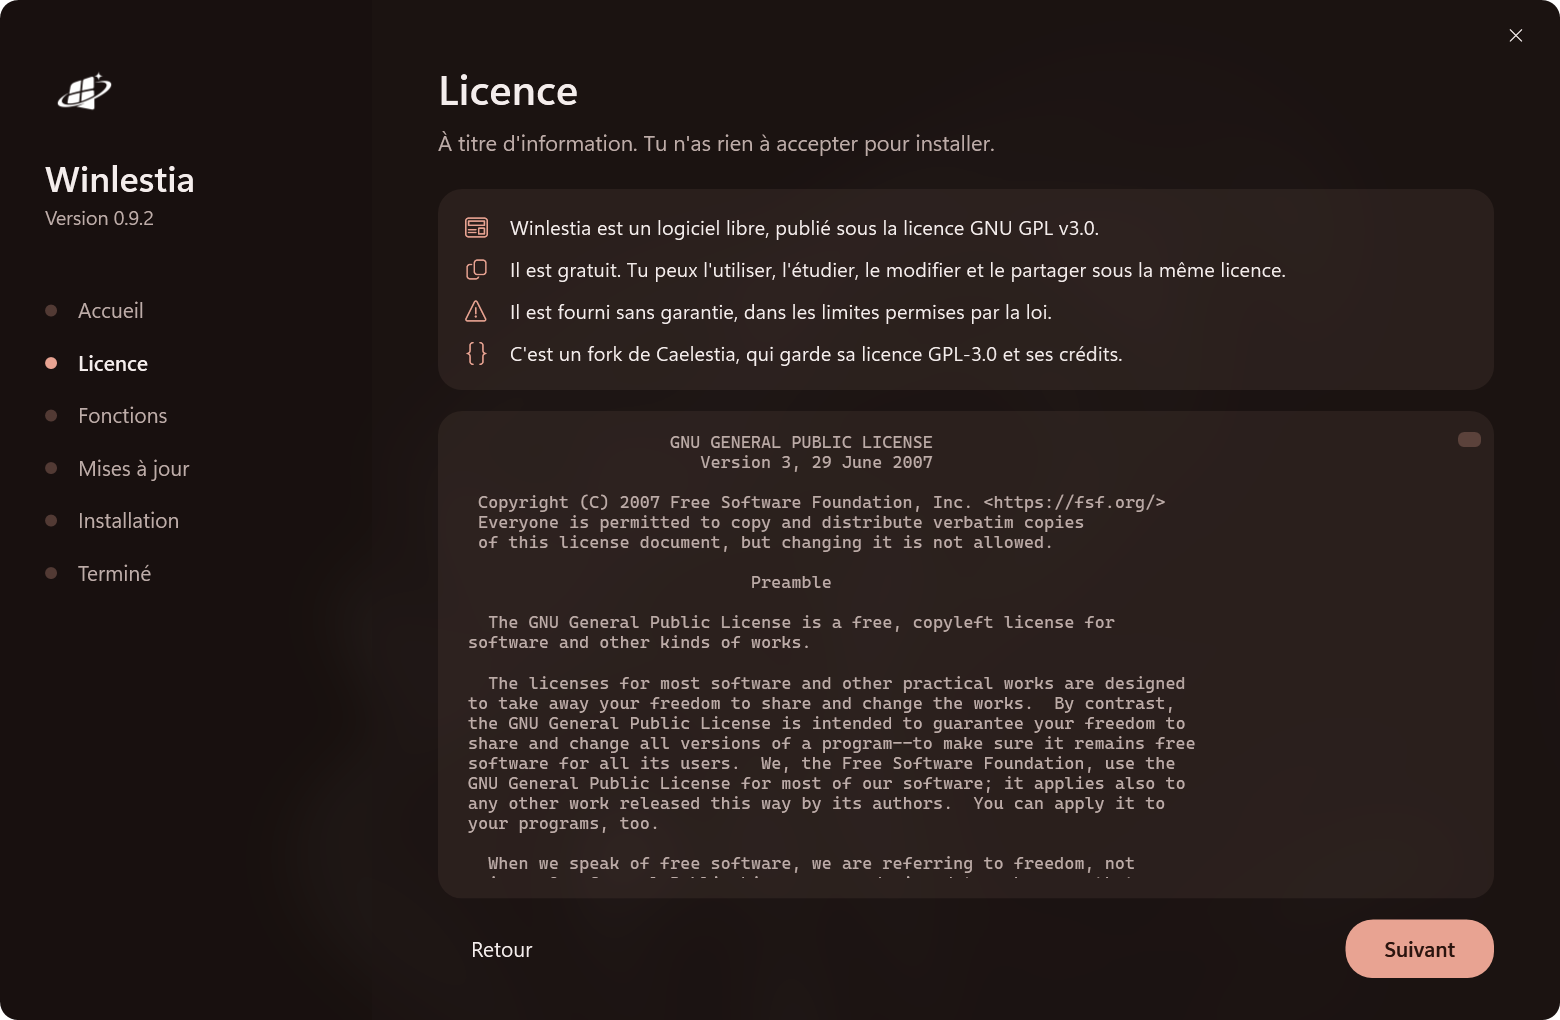 Winlestia
Version 0.9.2
Accueil
Licence
Fonctions
Mises à jour
Installation
Terminé
Licence
À titre d'information. Tu n'as rien à accepter pour installer.
Winlestia est un logiciel libre, publié sous la licence GNU GPL v3.0.
Il est gratuit. Tu peux l'utiliser, l'étudier, le modifier et le partager sous la même licence.
Il est fourni sans garantie, dans les limites permises par la loi.
C'est un fork de Caelestia, qui garde sa licence GPL-3.0 et ses crédits.
GNU GENERAL PUBLIC LICENSE
Version 3, 29 June 2007
Copyright (C) 2007 Free Software Foundation, Inc. <https://fsf.org/>
Everyone is permitted to copy and distribute verbatim copies
of this license document, but changing it is not allowed.
Preamble
The GNU General Public License is a free, copyleft license for
software and other kinds of works.
The licenses for most software and other practical works are designed
to take away your freedom to share and change the works.  By contrast,
the GNU General Public License is intended to guarantee your freedom to
share and change all versions of a program--to make sure it remains free
software for all its users.  We, the Free Software Foundation, use the
GNU General Public License for most of our software; it applies also to
any other work released this way by its authors.  You can apply it to
your programs, too.
When we speak of free software, we are referring to freedom, not
Retour
Suivant